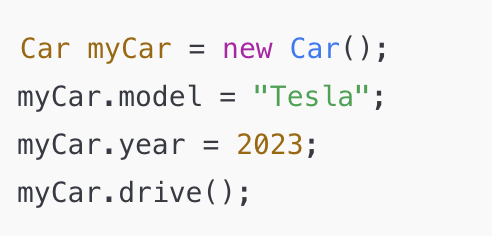 Car myCar = new Car();
myCar.model = "Tesla";
myCar.year = 2023;
myCar.drive();